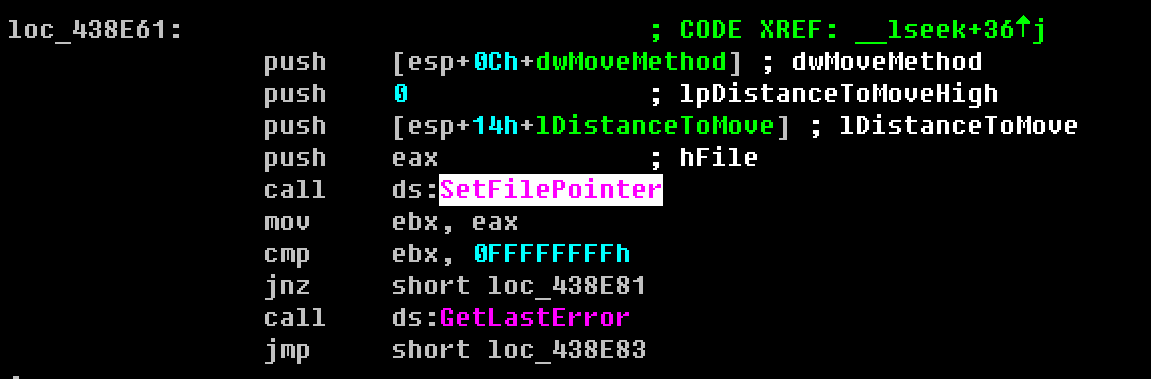 loc_438E61: ; CODE XREF: __lseek+36↑j
push [esp+0Ch+dwMoveMethod] ; dwMoveMethod
push 0 ; lpDistanceToMoveHigh
push [esp+14h+lDistanceToMove] ; lDistanceToMove
push eax ; hFile
call ds:SetFilePointer
mov ebx, eax
cmp ebx, 0FFFFFFFFh
jnz short loc_438E81
call ds:GetLastError
jmp short loc_438E83